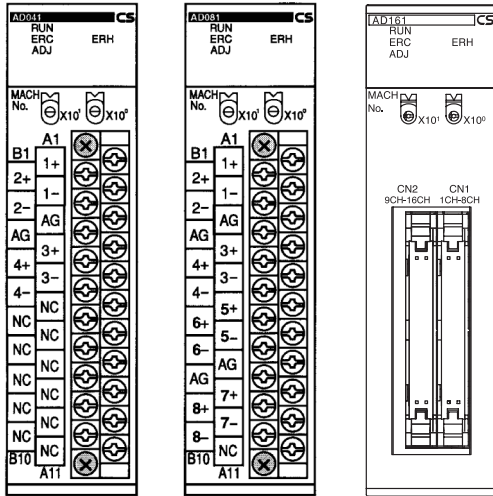 AD041 CS
RUN
ERC ERH
ADJ
MACH
No. X10¹ X10⁰
A1
B1
1+
2+
1−
2−
AG
AG
3+
4+
3−
4−
NC
NC
NC
NC
NC
NC
NC
NC
NC
NC
NC
B10
A11
AD081 CS
RUN
ERC ERH
ADJ
MACH
No. X10¹ X10⁰
A1
B1
1+
2+
1−
2−
AG
AG
3+
4+
3−
4−
5+
6+
5−
6−
AG
AG
7+
8+
7−
8−
NC
B10
A11
AD161 CS
RUN
ERC ERH
ADJ
MACH
No. X10¹ X10⁰
CN2 CN1
9CH-16CH 1CH-8CH